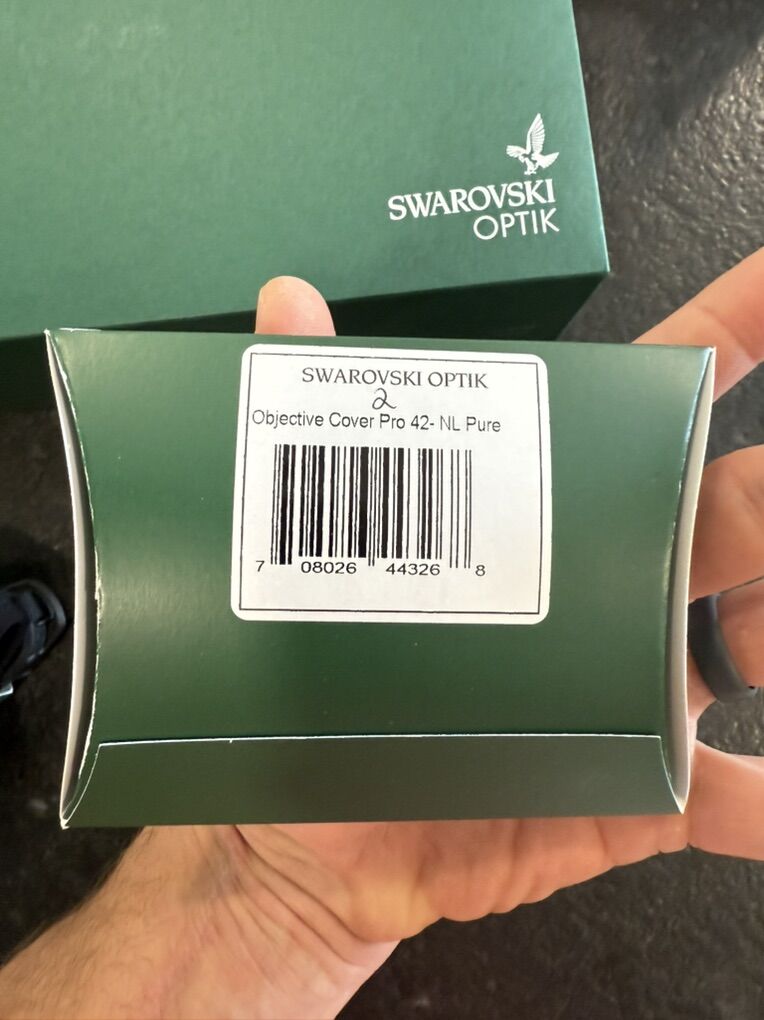 SWAROVSKI
OPTIK
SWAROVSKI OPTIK
2
Objective Cover Pro 42- NL Pure
7 08026 44326 8